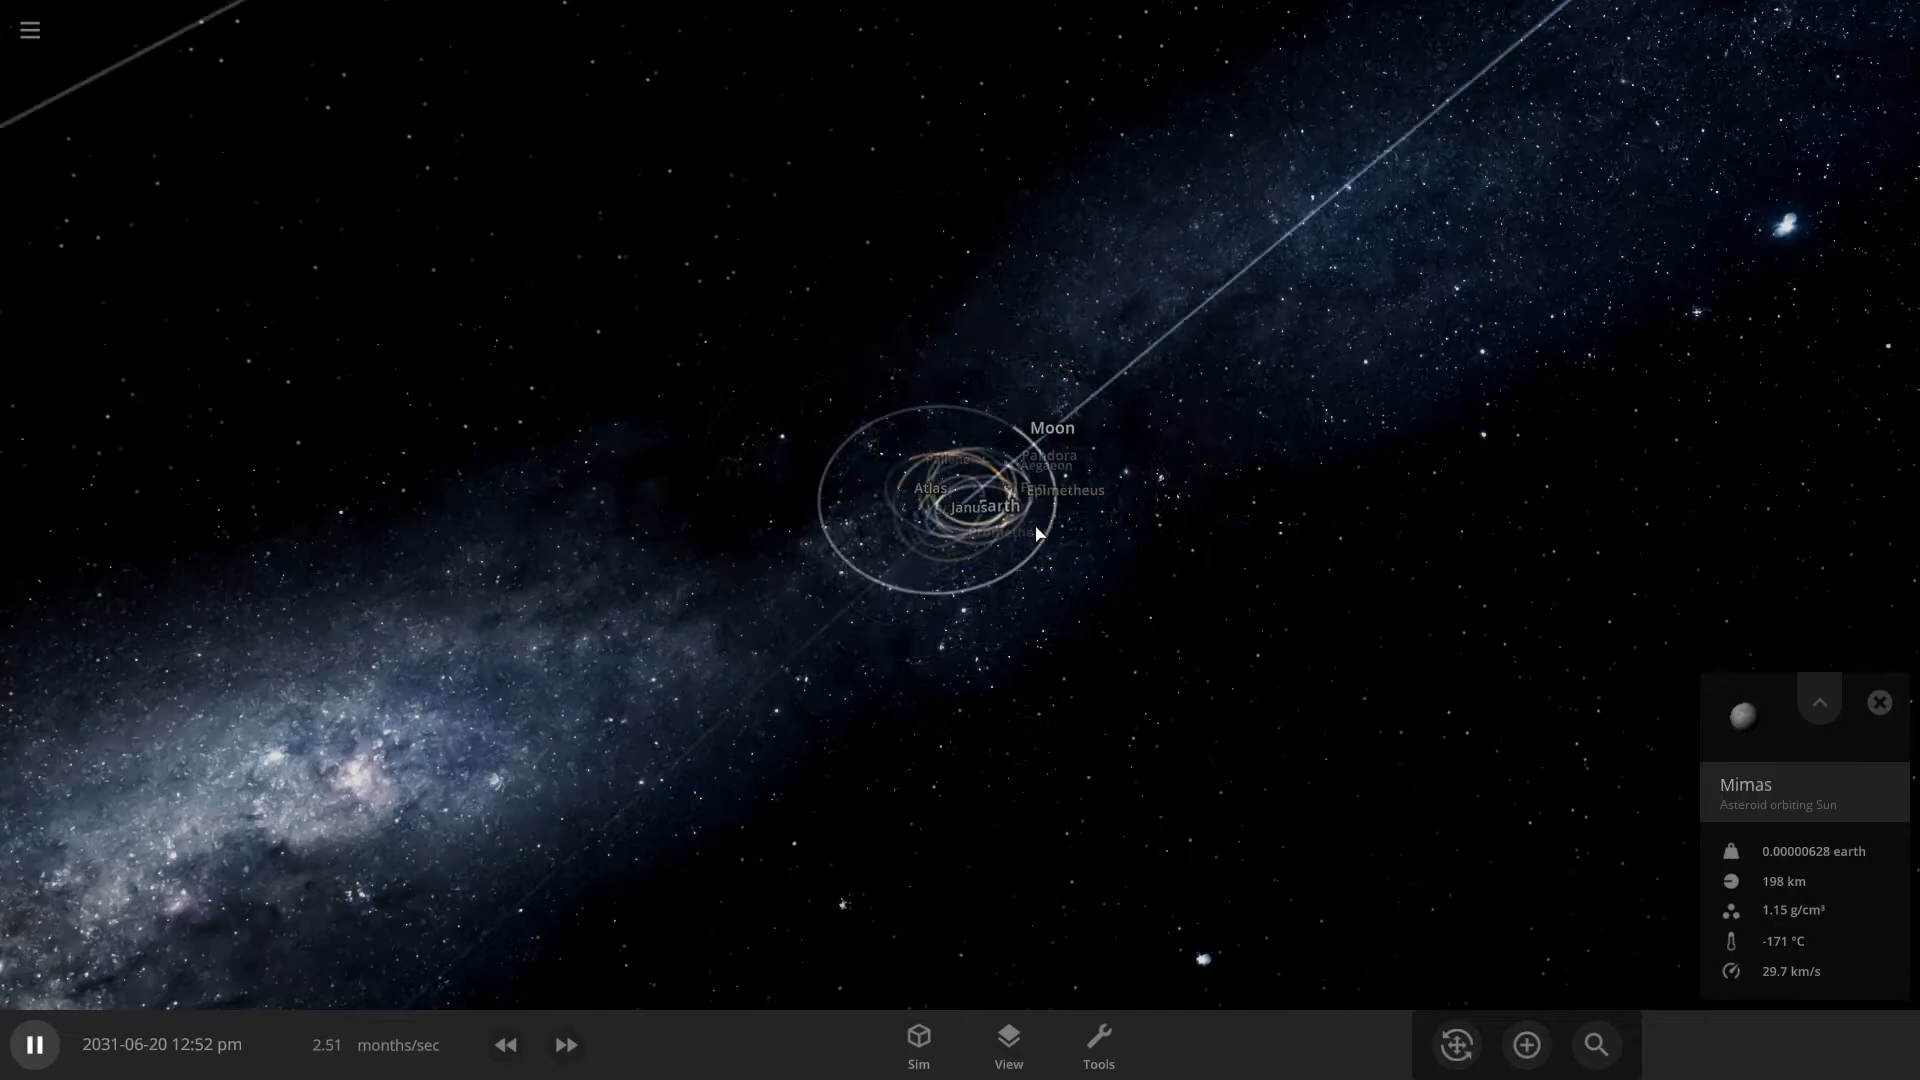 Moon
Pandora
Aegaeon
Atlas
Epimetheus
Janus
Earth
Mimas
Asteroid orbiting Sun
0.00000628 earth
198 km
1.15 g/cm³
-171 °C
29.7 km/s
2031-06-20 12:52 pm
2.51 months/sec
Sim
View
Tools